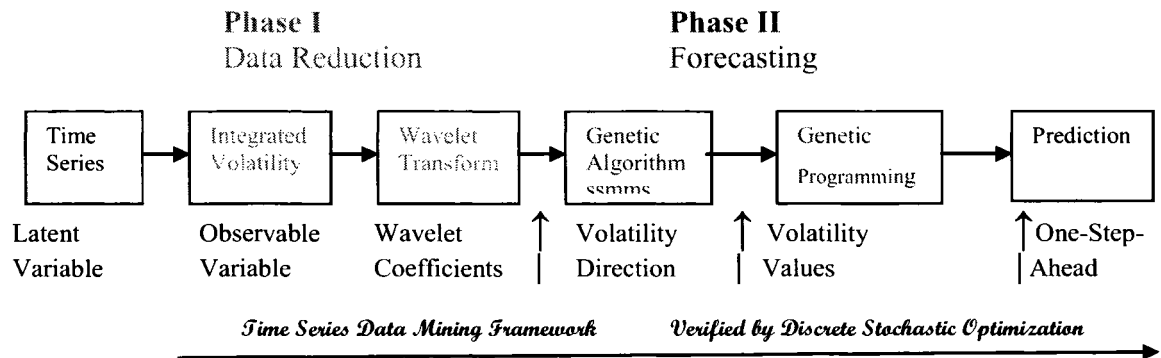 Phase I
Data Reduction
Phase II
Forecasting
Time
Series
Integrated
Volatility
Wavelet
Transform
Genetic
Algorithm
ssmms
Genetic
Programming
Prediction
Latent
Variable
Observable
Variable
Wavelet
Coefficients
Volatility
Direction
Volatility
Values
One-Step-
Ahead
Time Series Data Mining Framework
Verified by Discrete Stochastic Optimization